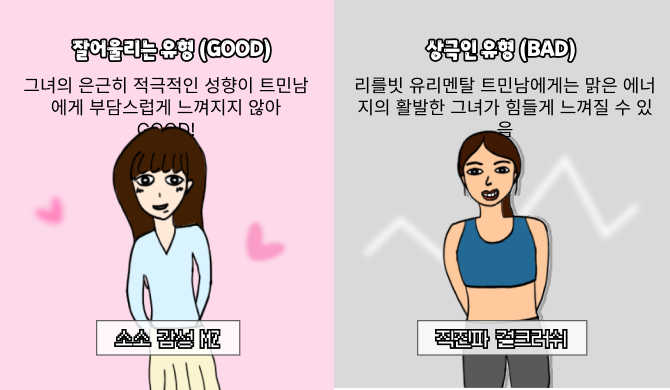 잘어울리는 유형 (GOOD)
그녀의 은근히 적극적인 성향이 트민남
에게 부담스럽게 느껴지지 않아
GOOD!
소소 감성 MZ
상극인 유형 (BAD)
리틀빗 유리멘탈 트민남에게는 맑은 에너
지의 활발한 그녀가 힘들게 느껴질 수 있
음
직진파 걸크러쉬